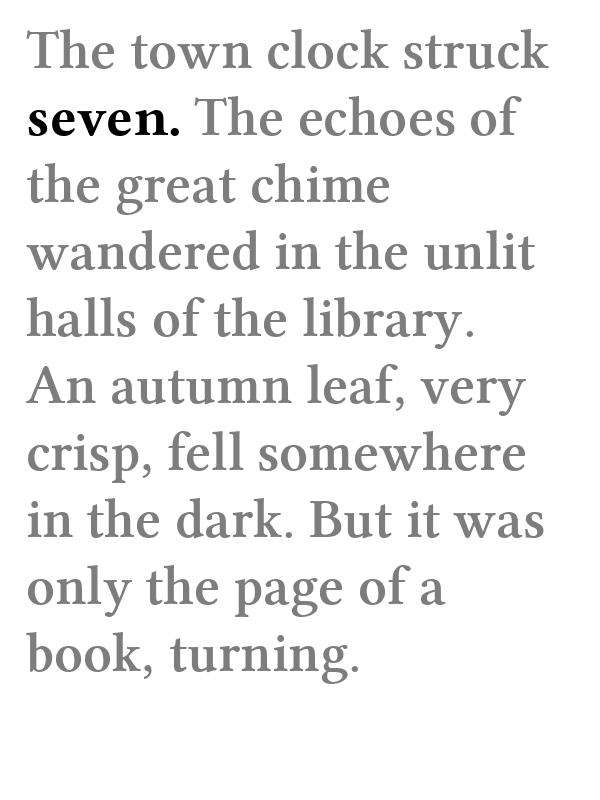 The town clock struck
seven. The echoes of
the great chime
wandered in the unlit
halls of the library.
An autumn leaf, very
crisp, fell somewhere
in the dark. But it was
only the page of a
book, turning.